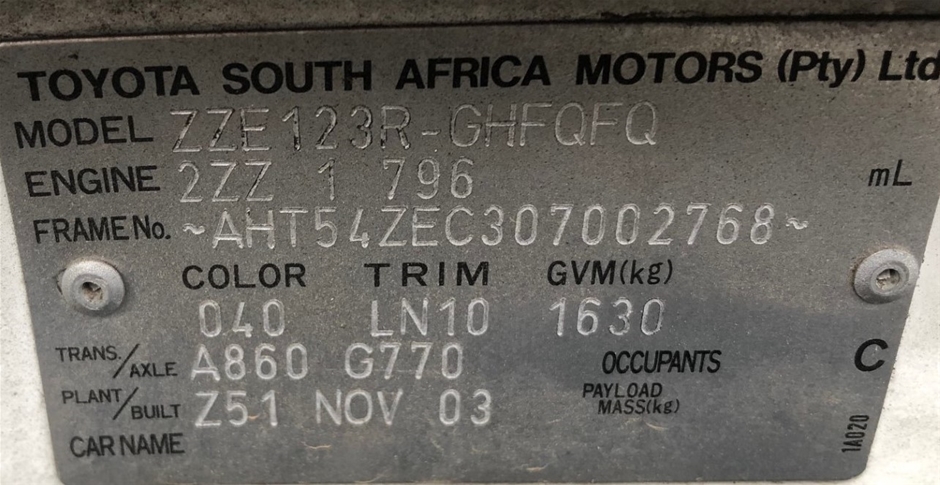 TOYOTA SOUTH AFRICA MOTORS (Pty) Ltd
MODEL ZZE123R-GHFQFQ
ENGINE 2ZZ 1 796 mL
FRAME No. ~AHT54ZEC307002768~
COLOR TRIM GVM(kg)
040 LN10 1630
TRANS./AXLE A860 G770 OCCUPANTS C
PLANT/BUILT Z51 NOV 03 PAYLOAD MASS(kg)
CAR NAME
1A020